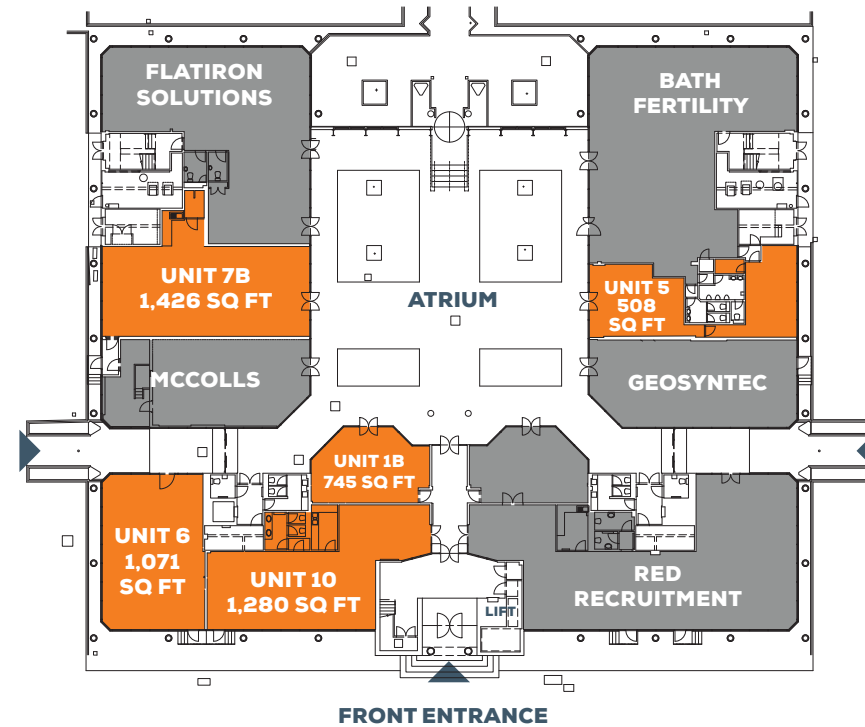 FLATIRON
SOLUTIONS
BATH
FERTILITY
UNIT 7B
1,426 SQ FT
ATRIUM
UNIT 5
508
SQ FT
MCCOLLS
GEOSYNTEC
UNIT 1B
745 SQ FT
UNIT 6
1,071
SQ FT
UNIT 10
1,280 SQ FT
RED
RECRUITMENT
LIFT
FRONT ENTRANCE